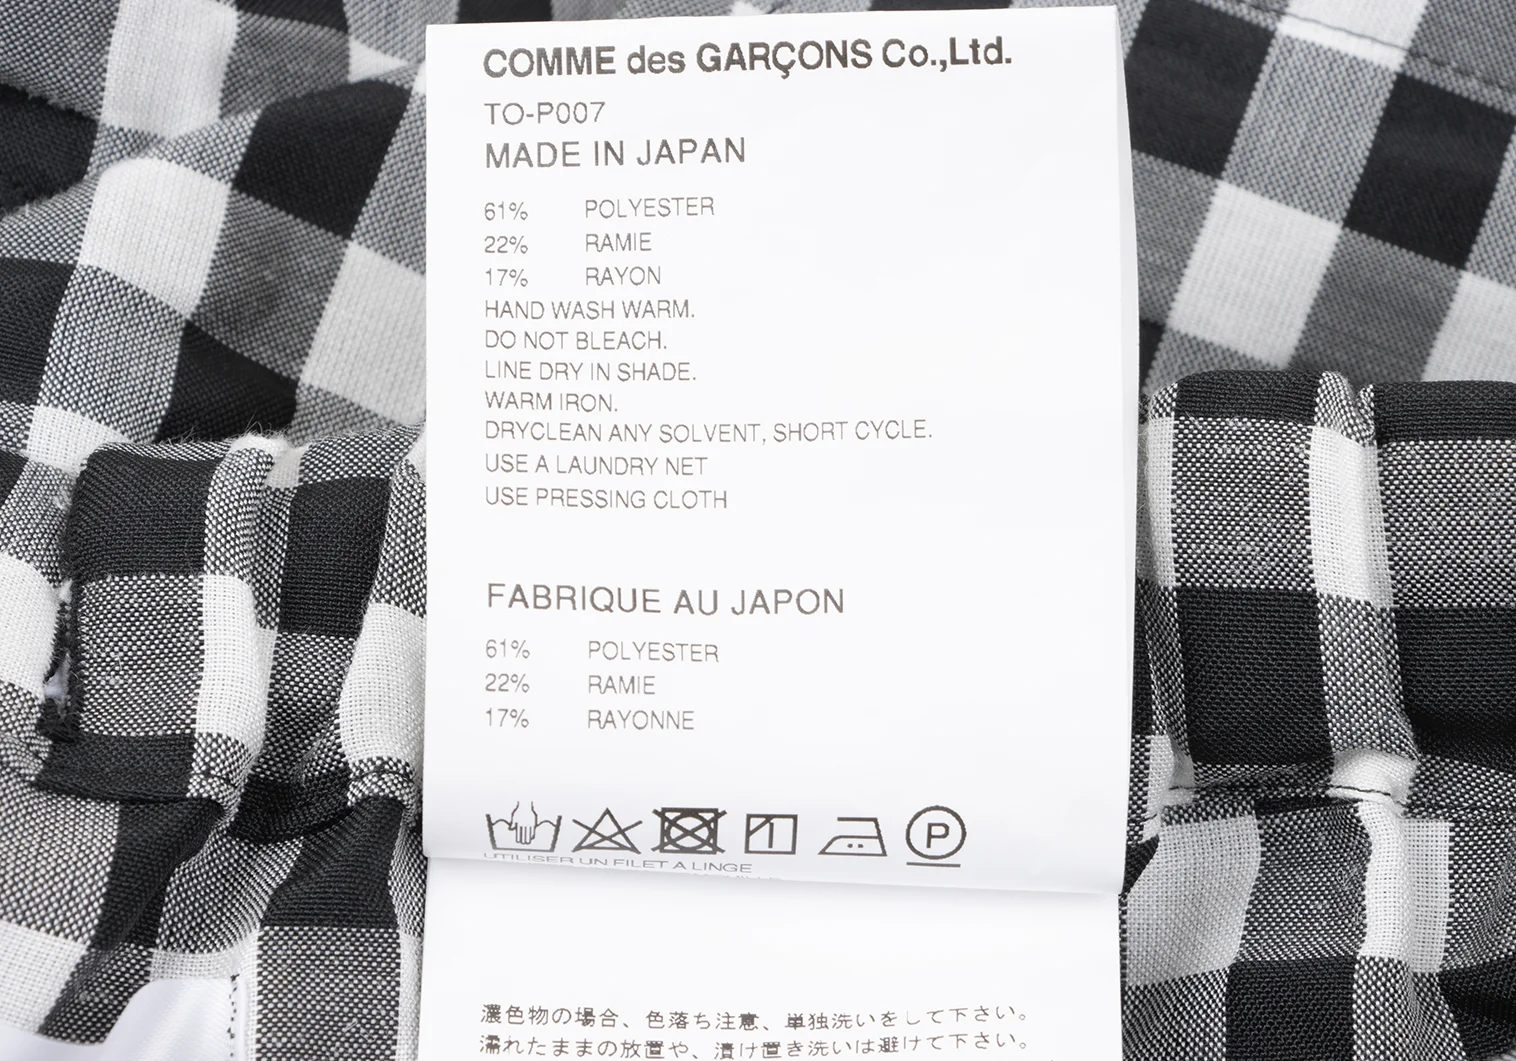 COMME des GARÇONS Co.,Ltd.
TO-P007
MADE IN JAPAN
61% POLYESTER
22% RAMIE
17% RAYON
HAND WASH WARM.
DO NOT BLEACH.
LINE DRY IN SHADE.
WARM IRON.
DRYCLEAN ANY SOLVENT, SHORT CYCLE.
USE A LAUNDRY NET
USE PRESSING CLOTH
FABRIQUE AU JAPON
61% POLYESTER
22% RAMIE
17% RAYONNE
P
UTILISER UN FILET A LINGE
濃色物の場合、色落ち注意、単独洗いをして下さい。
濡れたままの放置や、漬け置き洗いは避けて下さい。